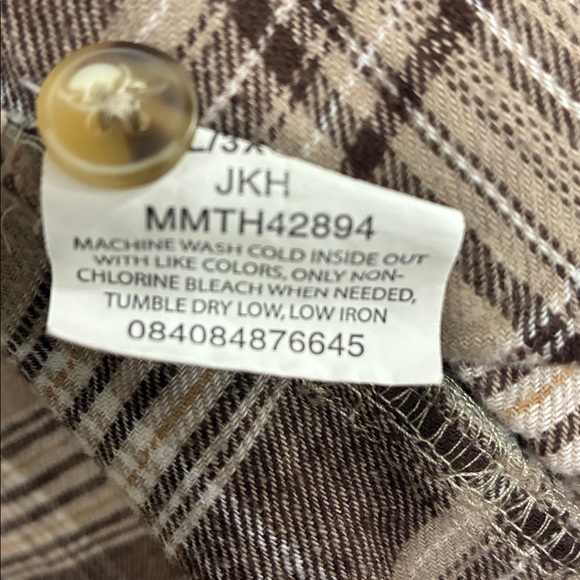 L/3X
JKH
MMTH42894
MACHINE WASH COLD INSIDE OUT
WITH LIKE COLORS, ONLY NON-
CHLORINE BLEACH WHEN NEEDED,
TUMBLE DRY LOW, LOW IRON
084084876645